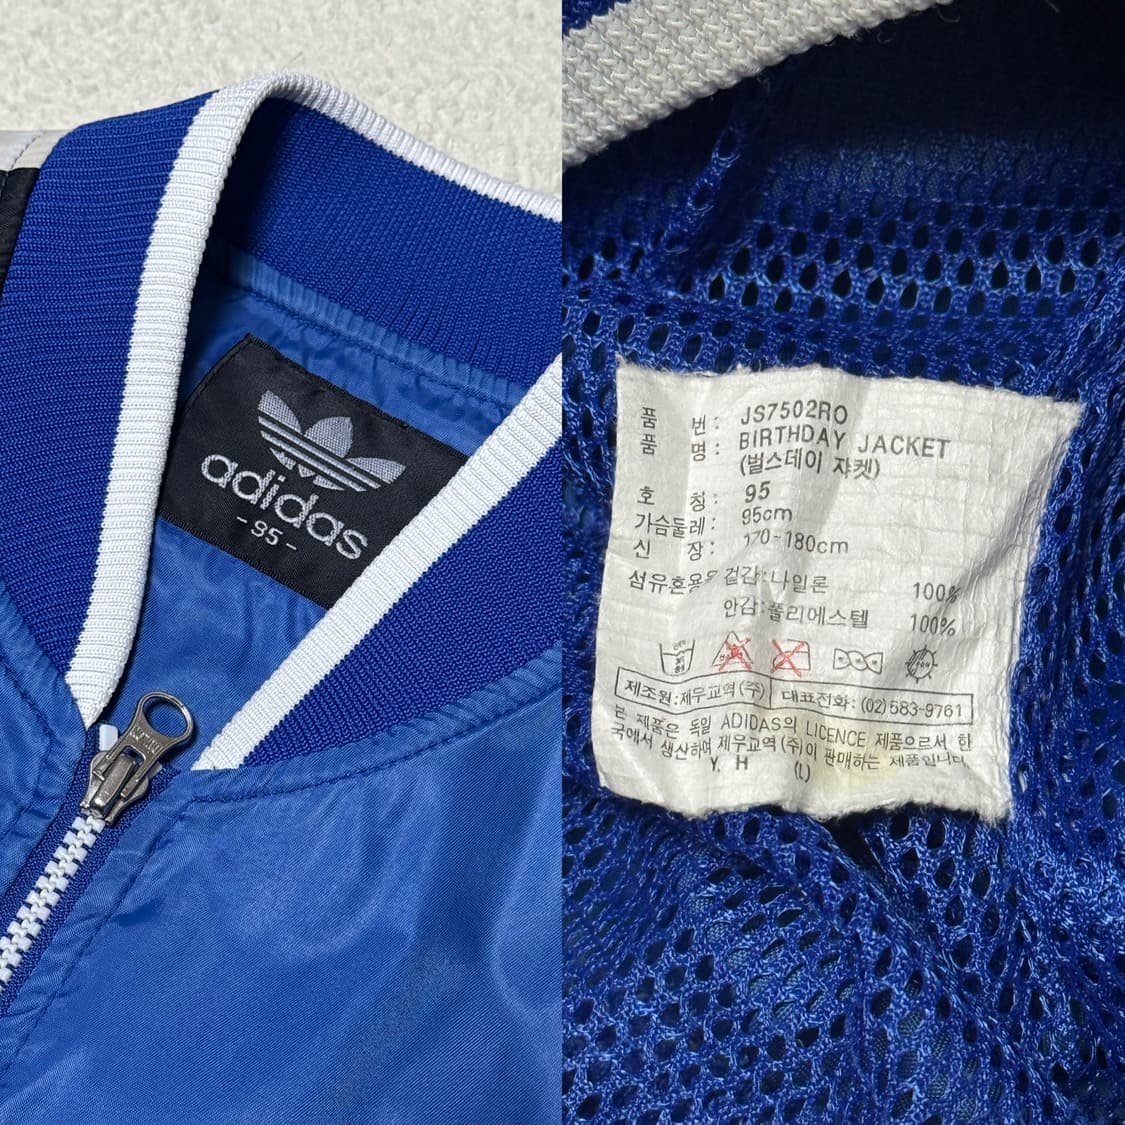 adidas
- 95 -
품 번: JS7502RO
품 명: BIRTHDAY JACKET
(벌스데이 쟈켓)
호 칭: 95
가슴둘레: 95cm
신 장: 170-180cm
섬유혼용율 겉감:나일론 100%
안감:폴리에스텔 100%
제조원:제우교역(주) 대표전화:(02)583-9761
본 제품은 독일 ADIDAS의 LICENCE 제품으로서 한
국에서 생산하여 제우교역(주)이 판매하는 제품입니다.
Y. H (L)